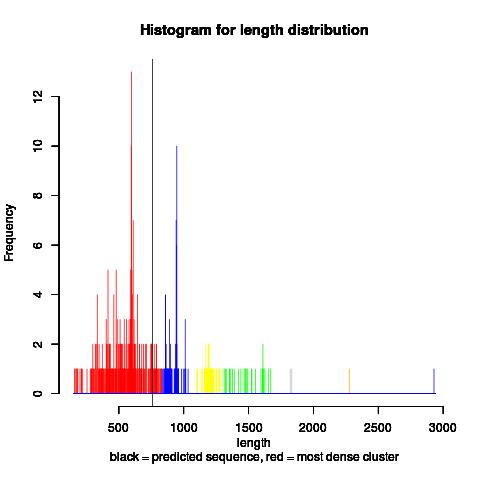 Histogram for length distribution
Frequency
12
10
8
6
4
2
0
500 1000 1500 2000 2500 3000
length
black = predicted sequence, red = most dense cluster